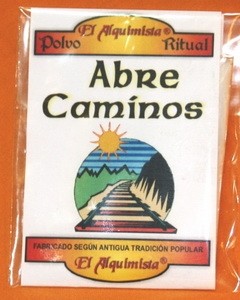 El Alquimista®
Polvo Ritual
Abre
Caminos
FABRICADO SEGÚN ANTIGUA TRADICIÓN POPULAR
El Alquimista®